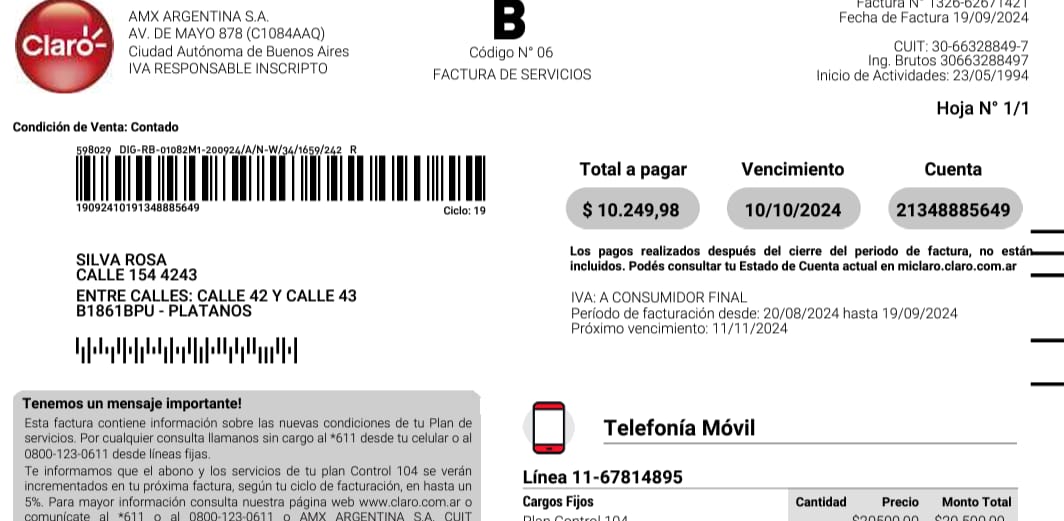 Claro-
AMX ARGENTINA S.A.
AV. DE MAYO 878 (C1084AAQ)
Ciudad Autónoma de Buenos Aires
IVA RESPONSABLE INSCRIPTO
B
Código N° 06
FACTURA DE SERVICIOS
Factura N° 1326-62671421
Fecha de Factura 19/09/2024
CUIT: 30-66328849-7
Ing. Brutos 30663288497
Inicio de Actividades: 23/05/1994
Hoja N° 1/1
Condición de Venta: Contado
598029 DIG-RB-01082M1-200924/A/N-W/34/1659/242 R
19092410191348885649
Ciclo: 19
Total a pagar
Vencimiento
Cuenta
$ 10.249,98
10/10/2024
21348885649
Los pagos realizados después del cierre del periodo de factura, no están
incluidos. Podés consultar tu Estado de Cuenta actual en miclaro.claro.com.ar
SILVA ROSA
CALLE 154 4243
ENTRE CALLES: CALLE 42 Y CALLE 43
B1861BPU - PLATANOS
IVA: A CONSUMIDOR FINAL
Período de facturación desde: 20/08/2024 hasta 19/09/2024
Próximo vencimiento: 11/11/2024
Tenemos un mensaje importante!
Esta factura contiene información sobre las nuevas condiciones de tu Plan de
servicios. Por cualquier consulta llamanos sin cargo al *611 desde tu celular o al
0800-123-0611 desde líneas fijas.
Te informamos que el abono y los servicios de tu plan Control 104 se verán
incrementados en tu próxima factura, según tu ciclo de facturación, en hasta un
5%. Para mayor información consulta nuestra página web www.claro.com.ar o
comunícate al *611 o al 0800-123-0611 o AMX ARGENTINA S.A. CUIT
Telefonía Móvil
Línea 11-67814895
Cargos Fijos
Cantidad
Precio
Monto Total
Plan Control 104
$20500,00
$20.500,00